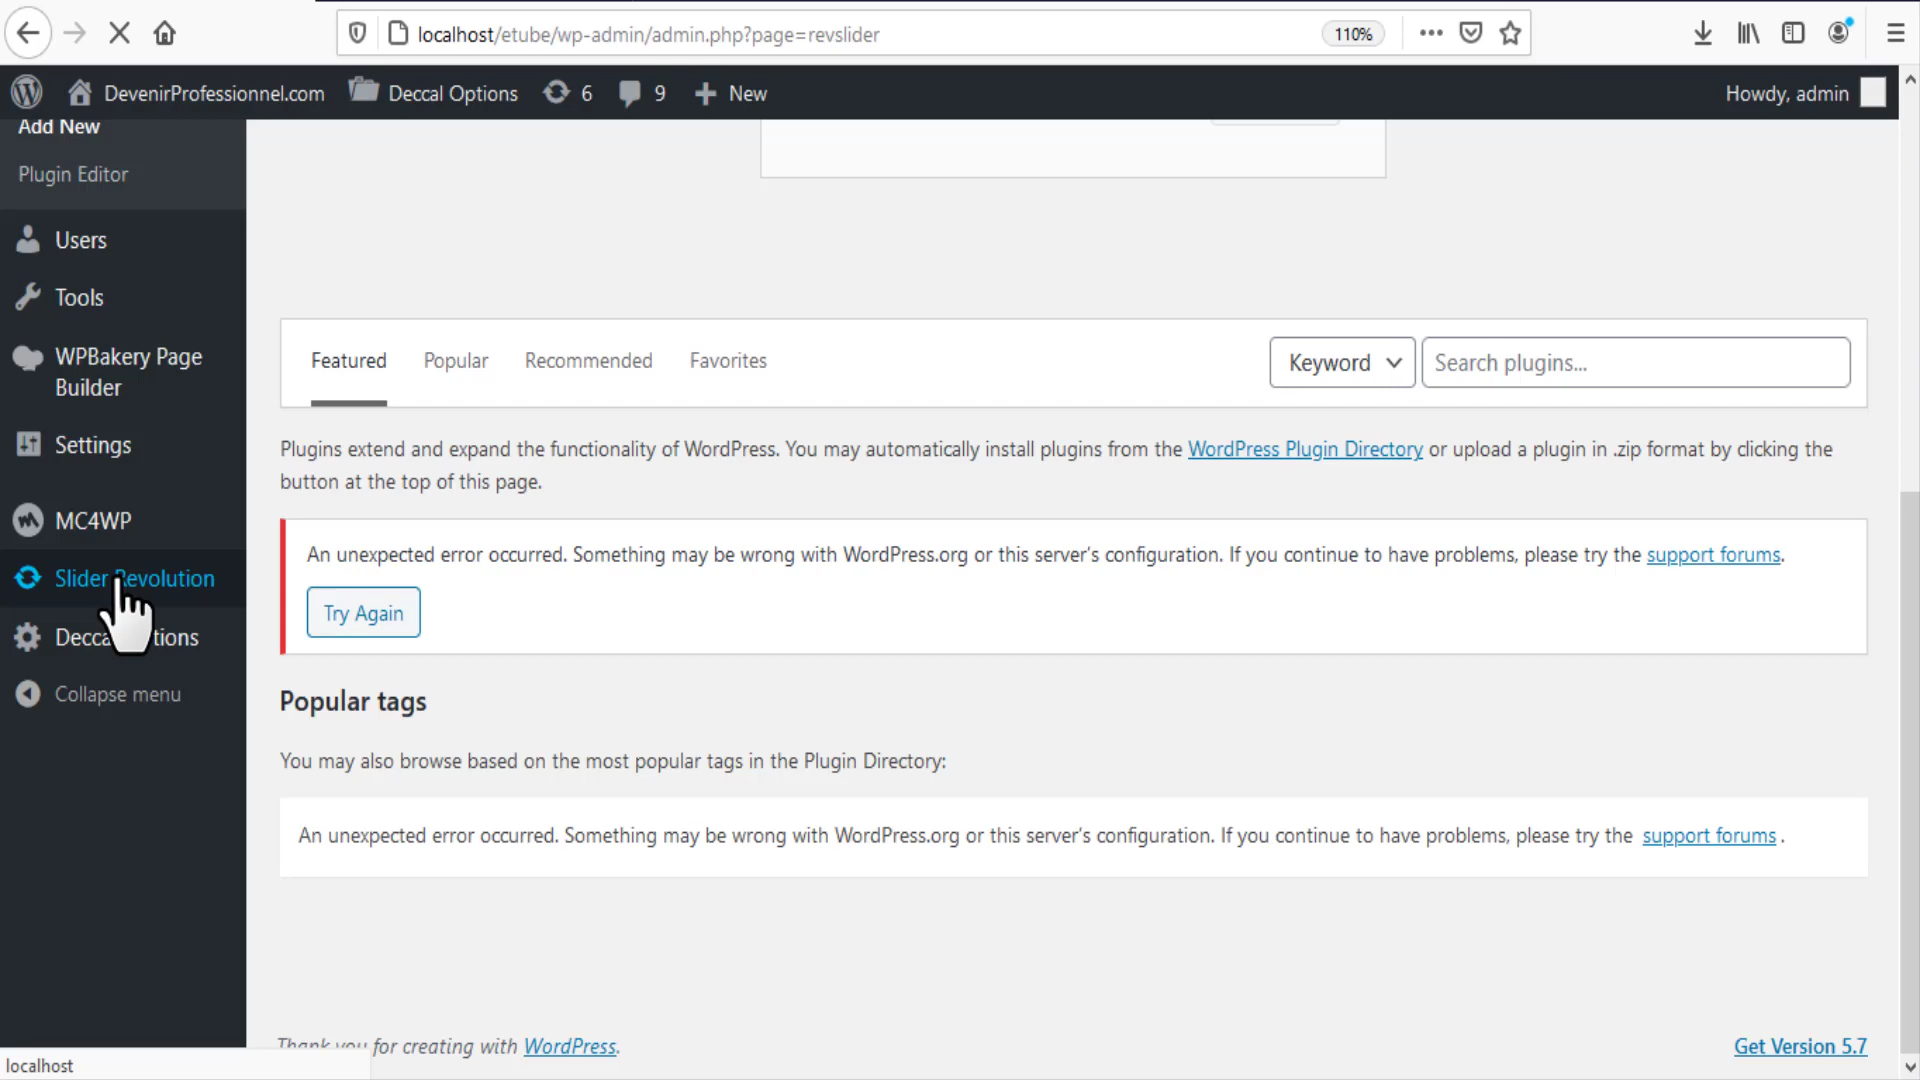 localhost/etube/wp-admin/admin.php?page=revslider
110%
DevenirProfessionnel.com
Deccal Options
6
9
New
Howdy, admin
Add New
Plugin Editor
Users
Tools
WPBakery Page
Builder
Settings
MC4WP
Slider Revolution
Collapse menu
Featured
Popular
Recommended
Favorites
Keyword
Search plugins...
Plugins extend and expand the functionality of WordPress. You may automatically install plugins from the WordPress Plugin Directory or upload a plugin in .zip format by clicking the
button at the top of this page.
An unexpected error occurred. Something may be wrong with WordPress.org or this server's configuration. If you continue to have problems, please try the support forums.
Try Again
Popular tags
You may also browse based on the most popular tags in the Plugin Directory:
An unexpected error occurred. Something may be wrong with WordPress.org or this server's configuration. If you continue to have problems, please try the support forums .
Thank you for creating with WordPress.
Get Version 5.7
localhost